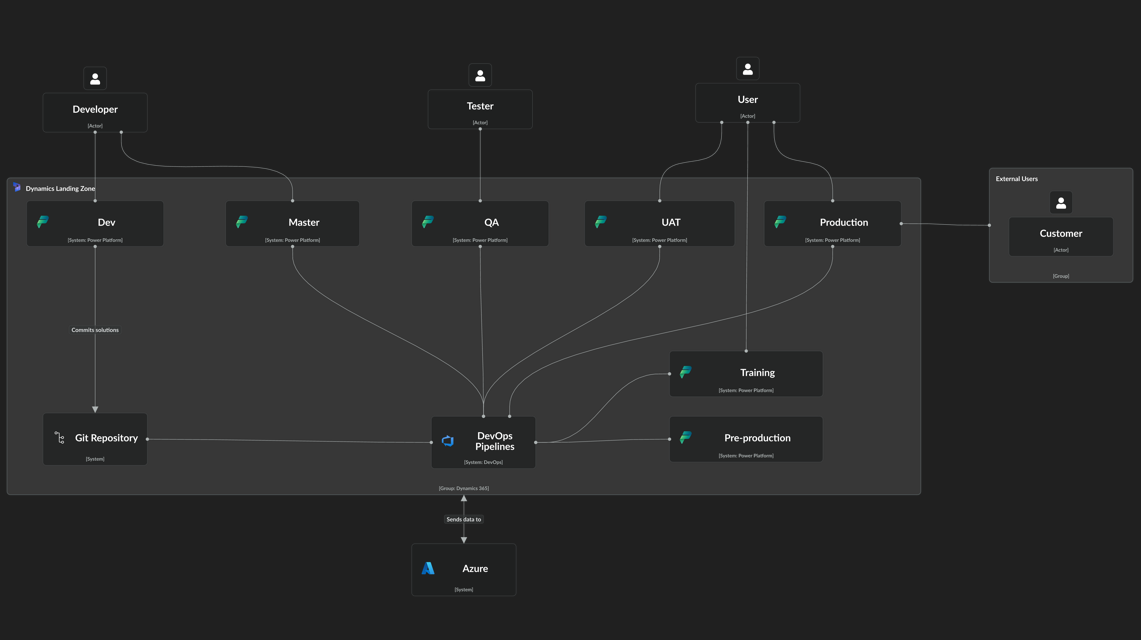 Developer
[Actor]
Tester
[Actor]
User
[Actor]
Dynamics Landing Zone
Dev
[System: Power Platform]
Master
[System: Power Platform]
QA
[System: Power Platform]
UAT
[System: Power Platform]
Production
[System: Power Platform]
External Users
Customer
[Actor]
[Group]
Commits solutions
Training
[System: Power Platform]
Git Repository
[System]
DevOps
Pipelines
[System: DevOps]
Pre-production
[System: Power Platform]
[Group: Dynamics 365]
Sends data to
Azure
[System]